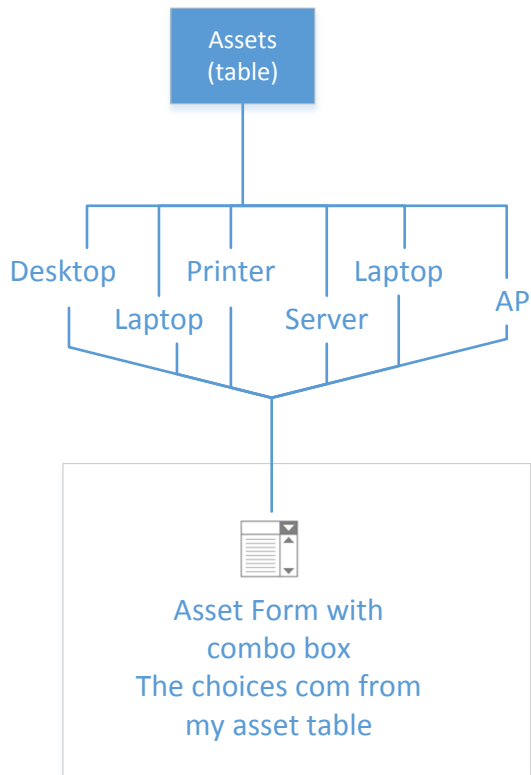 Assets
(table)
Desktop
Printer
Laptop
AP
Laptop
Server
Asset Form with
combo box
The choices com from
my asset table